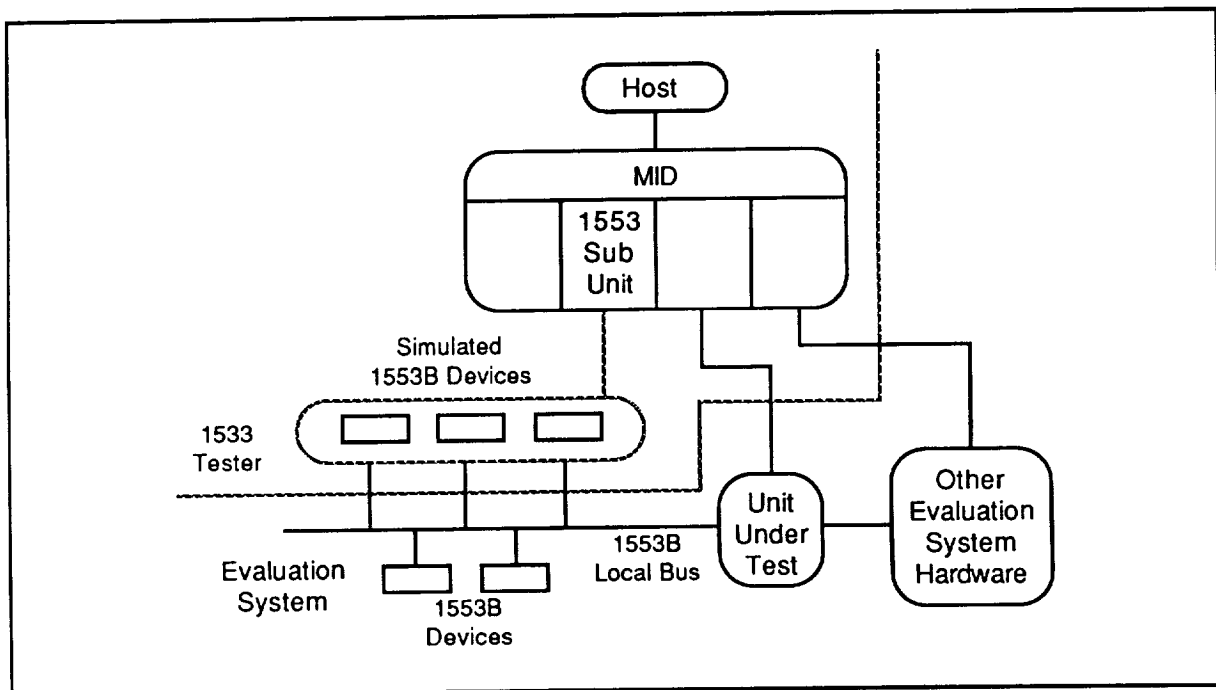 Host
MID
1553
Sub
Unit
Simulated
1553B Devices
1533
Tester
Unit
Under
Test
Other
Evaluation
System
Hardware
1553B
Local Bus
Evaluation
System
1553B
Devices